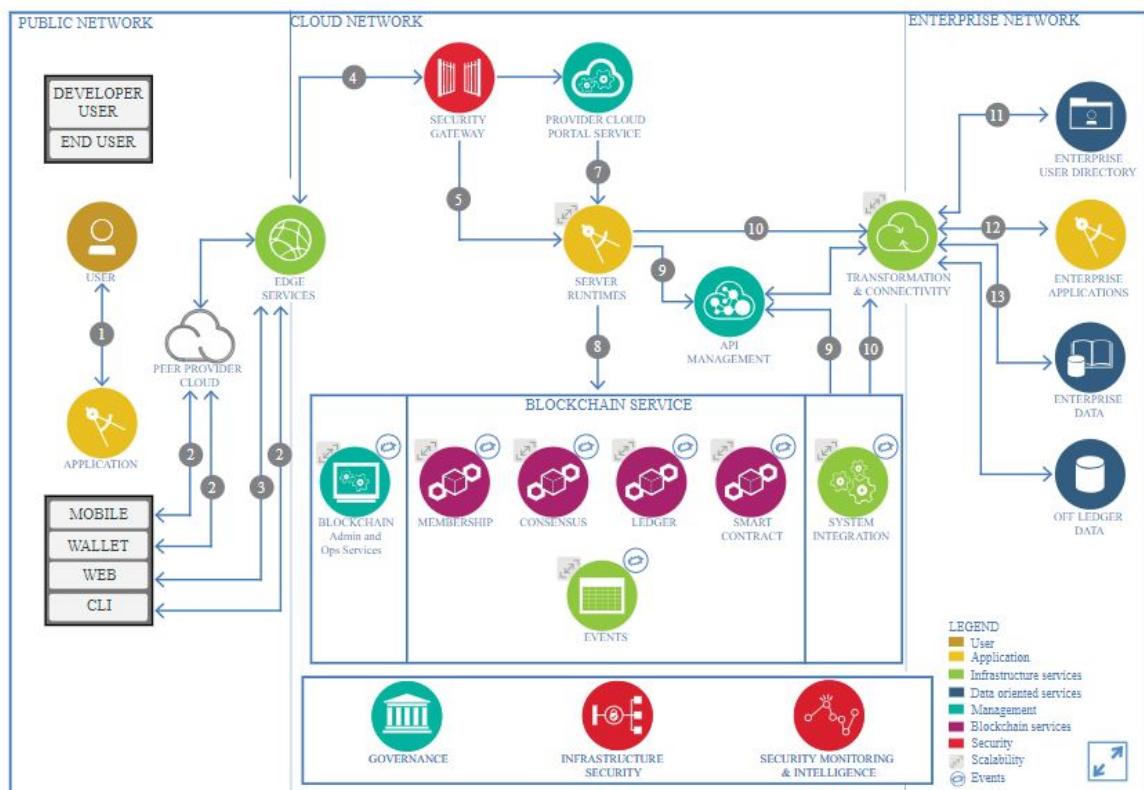 PUBLIC NETWORK
CLOUD NETWORK
ENTERPRISE NETWORK
DEVELOPER
USER
END USER
4
SECURITY
GATEWAY
PROVIDER CLOUD
PORTAL SERVICE
11
ENTERPRISE
USER DIRECTORY
5
7
USER
EDGE
SERVICES
SERVER
RUNTIMES
10
9
TRANSFORMATION
& CONNECTIVITY
12
ENTERPRISE
APPLICATIONS
13
1
PEER PROVIDER
CLOUD
API
MANAGEMENT
8
9
10
ENTERPRISE
DATA
APPLICATION
2
2
3
2
BLOCKCHAIN SERVICE
MOBILE
WALLET
WEB
CLI
BLOCKCHAIN
Admin and
Ops Services
MEMBERSHIP
CONSENSUS
LEDGER
SMART
CONTRACT
SYSTEM
INTEGRATION
OFF LEDGER
DATA
EVENTS
LEGEND
User
Application
Infrastructure services
Data oriented services
Management
Blockchain services
Security
Scalability
Events
GOVERNANCE
INFRASTRUCTURE
SECURITY
SECURITY MONITORING
& INTELLIGENCE